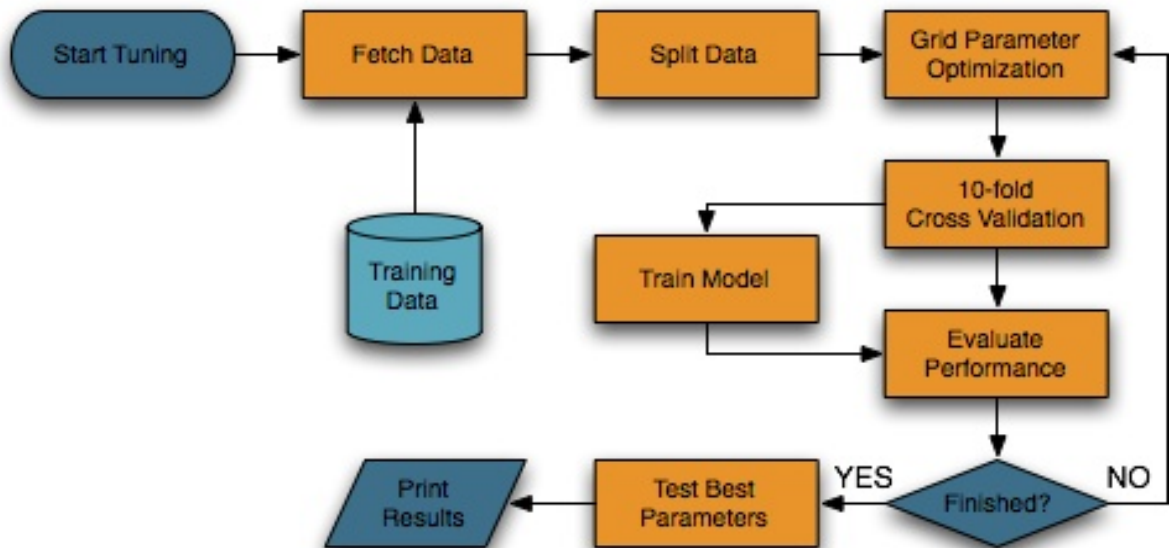 Start Tuning
Fetch Data
Split Data
Grid Parameter
Optimization
10-fold
Cross Validation
Training
Data
Train Model
Evaluate
Performance
YES
NO
Finished?
Test Best
Parameters
Print
Results